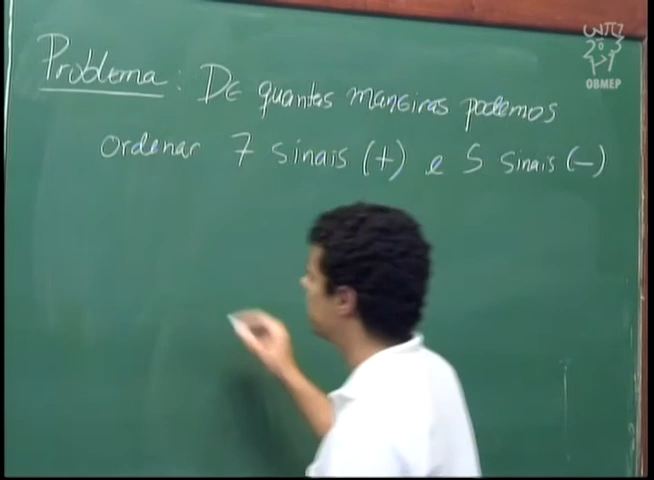 Problema: De quantas maneiras podemos
ordenar 7 sinais (+) e 5 sinais (-)
OBMEP